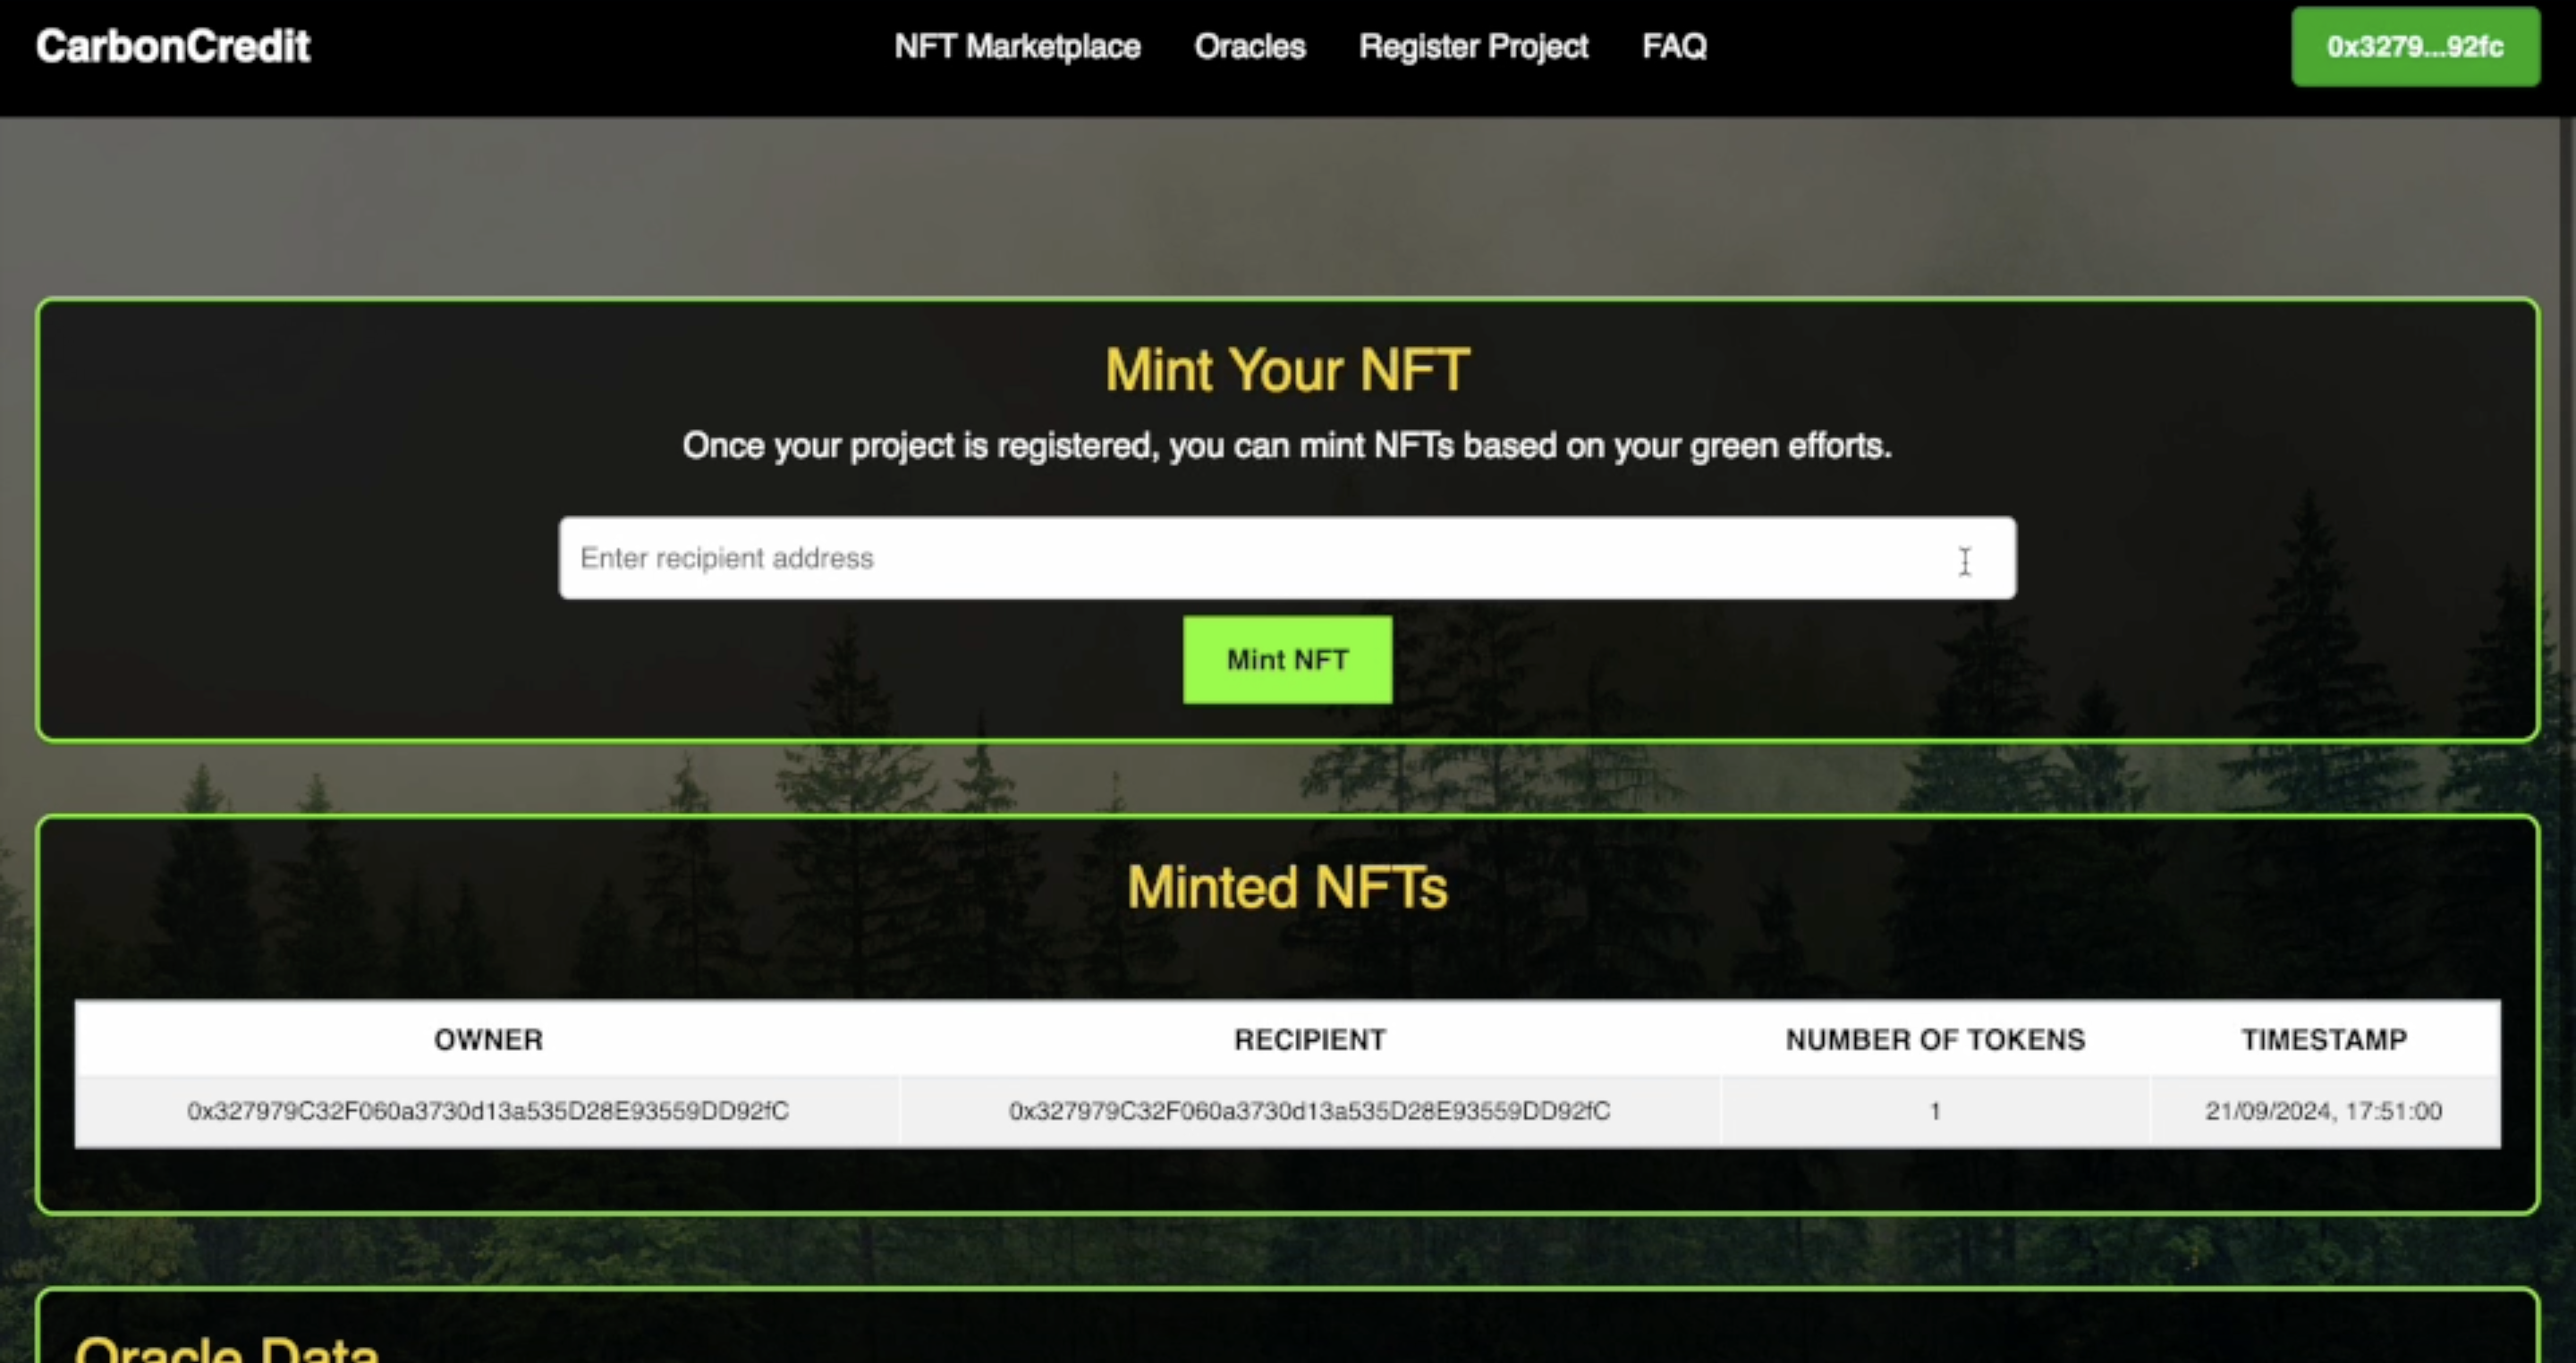 CarbonCredit
NFT Marketplace Oracles Register Project FAQ
0x3279...92fc
Mint Your NFT
Once your project is registered, you can mint NFTs based on your green efforts.
Enter recipient address
Mint NFT
Minted NFTs
OWNER RECIPIENT NUMBER OF TOKENS TIMESTAMP
0x327979C32F060a3730d13a535D28E93559DD92fC 0x327979C32F060a3730d13a535D28E93559DD92fC 1 21/09/2024, 17:51:00
Oracle Data